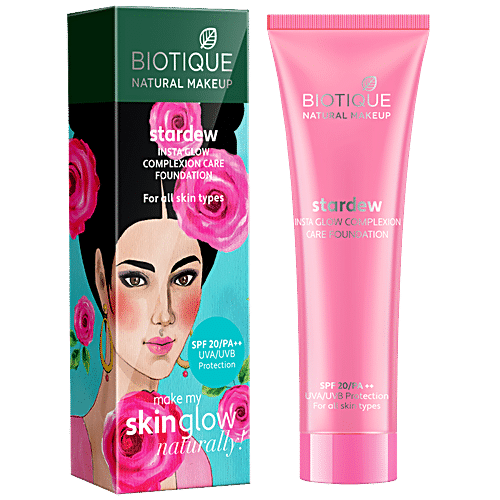 BIOTIQUE
NATURAL MAKEUP
stardew
INSTA GLOW
COMPLEXION CARE
FOUNDATION
For all skin types
SPF 20/PA++
UVA/UVB
Protection
make my
skinglow
naturally!
BIOTIQUE
NATURAL MAKEUP
stardew
INSTA GLOW COMPLEXION
CARE FOUNDATION
SPF 20/PA ++
UVA/UVB Protection
For all skin types